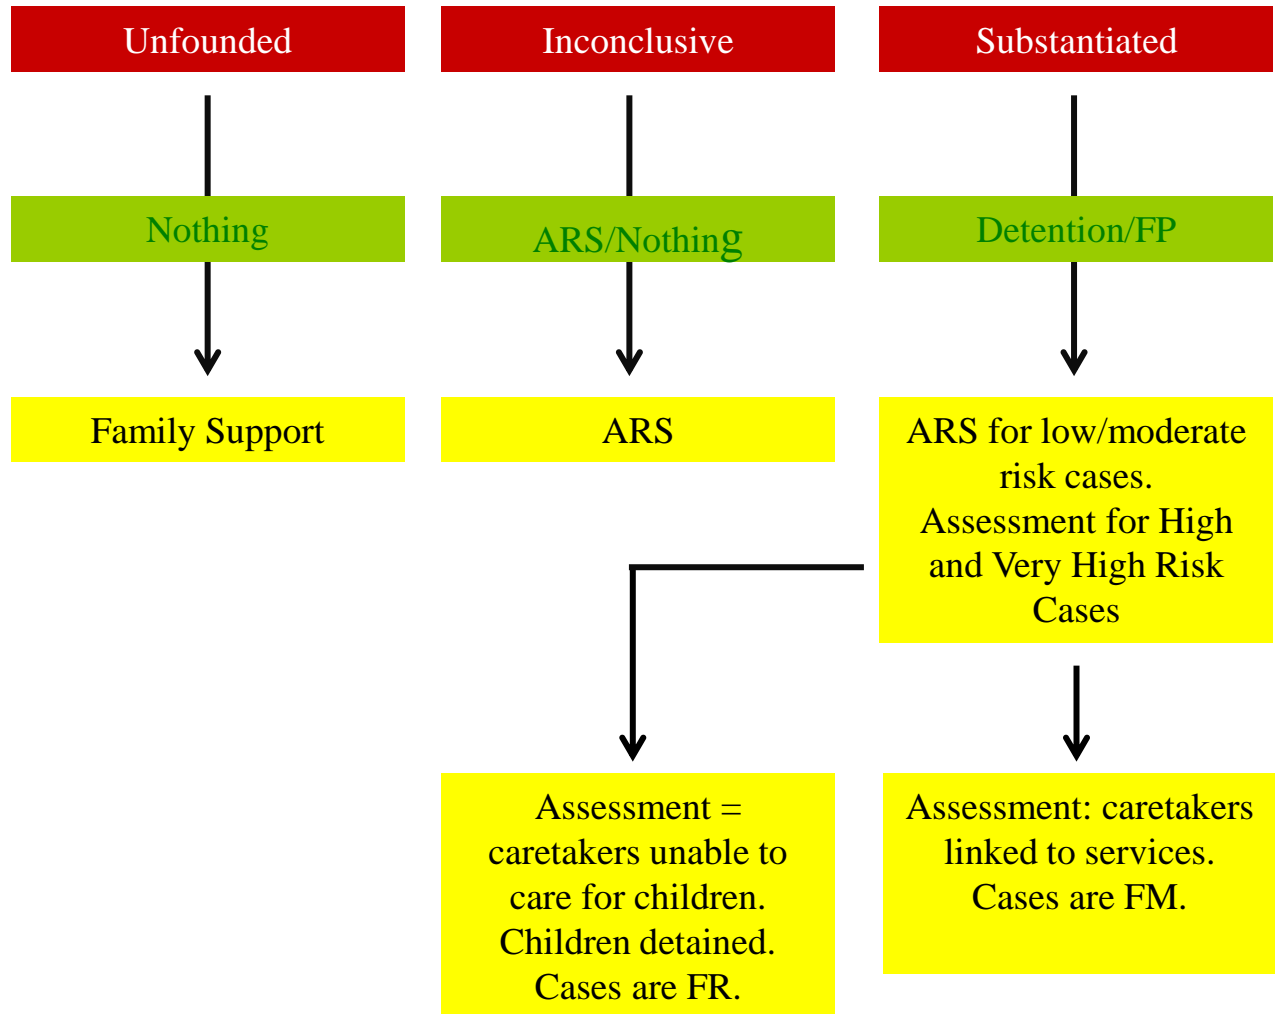 Unfounded
Inconclusive
Substantiated
Nothing
ARS/Nothing
Detention/FP
Family Support
ARS
ARS for low/moderate
risk cases.
Assessment for High
and Very High Risk
Cases
Assessment =
caretakers unable to
care for children.
Children detained.
Cases are FR.
Assessment: caretakers
linked to services.
Cases are FM.